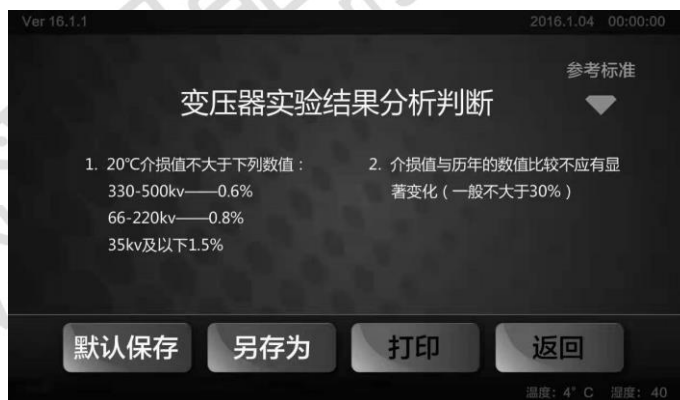 Ver 16.1.1
2016.1.04 00:00:00
参考标准
变压器实验结果分析判断
1. 20℃介损值不大于下列数值：
330-500kv——0.6%
66-220kv——0.8%
35kv及以下1.5%
2. 介损值与历年的数值比较不应有显
著变化（一般不大于30%）
默认保存 另存为 打印 返回
温度：4°C 湿度：40